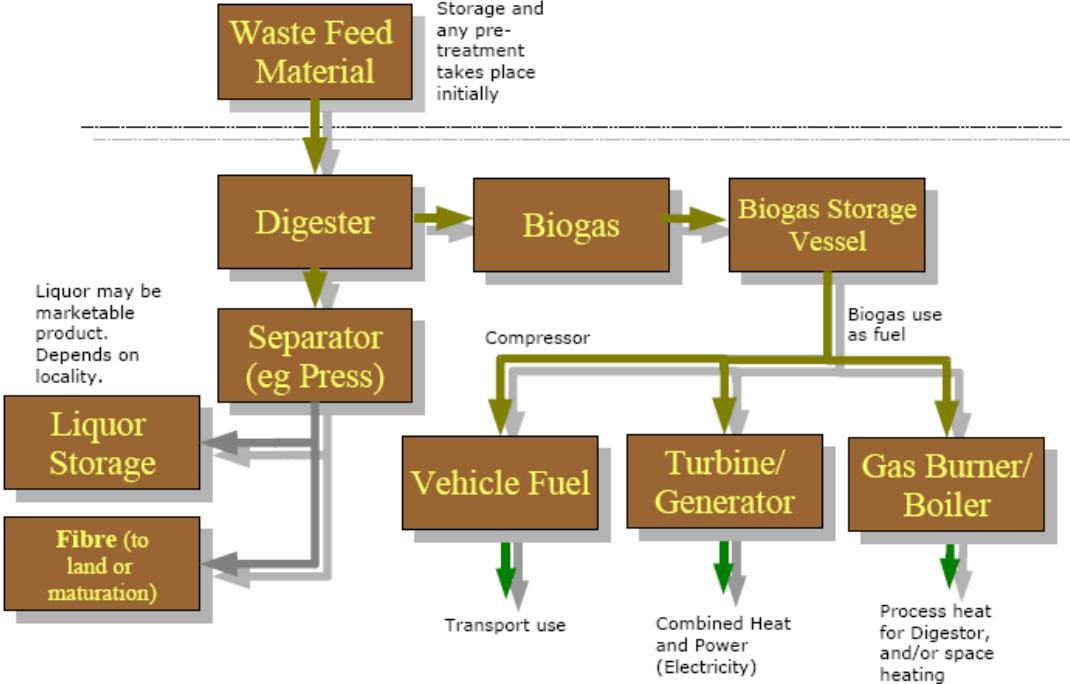 Waste Feed
Material
Storage and
any pre-
treatment
takes place
initially
Digester
Biogas
Biogas Storage
Vessel
Liquor may be
marketable
product.
Depends on
locality.
Separator
(eg Press)
Compressor
Biogas use
as fuel
Liquor
Storage
Fibre (to
land or
maturation)
Vehicle Fuel
Turbine/
Generator
Gas Burner/
Boiler
Transport use
Combined Heat
and Power
(Electricity)
Process heat
for Digestor,
and/or space
heating